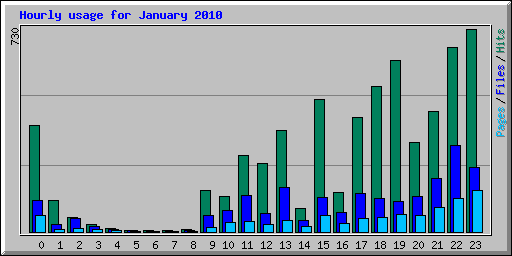 Hourly usage for January 2010
730
Pages / Files / Hits
0 1 2 3 4 5 6 7 8 9 10 11 12 13 14 15 16 17 18 19 20 21 22 23